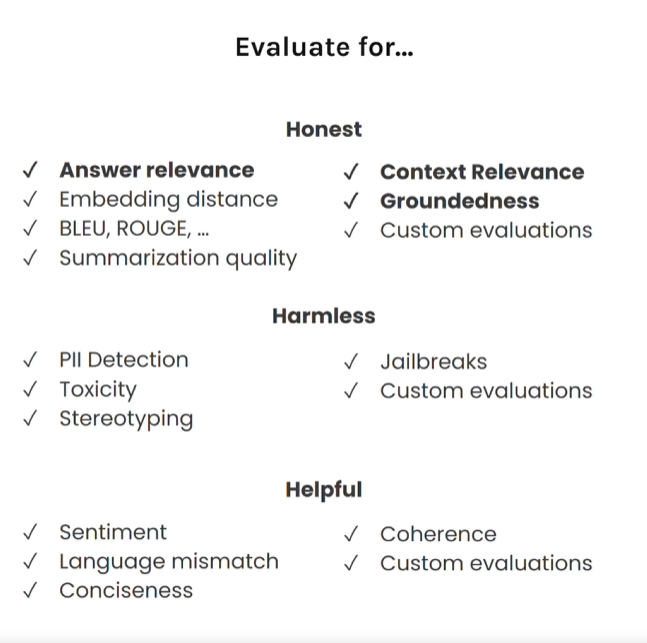 Evaluate for...
Honest
✓ Answer relevance
✓ Embedding distance
✓ BLEU, ROUGE, ...
✓ Summarization quality
✓ Context Relevance
✓ Groundedness
✓ Custom evaluations
Harmless
✓ PII Detection
✓ Toxicity
✓ Stereotyping
✓ Jailbreaks
✓ Custom evaluations
Helpful
✓ Sentiment
✓ Language mismatch
✓ Conciseness
✓ Coherence
✓ Custom evaluations